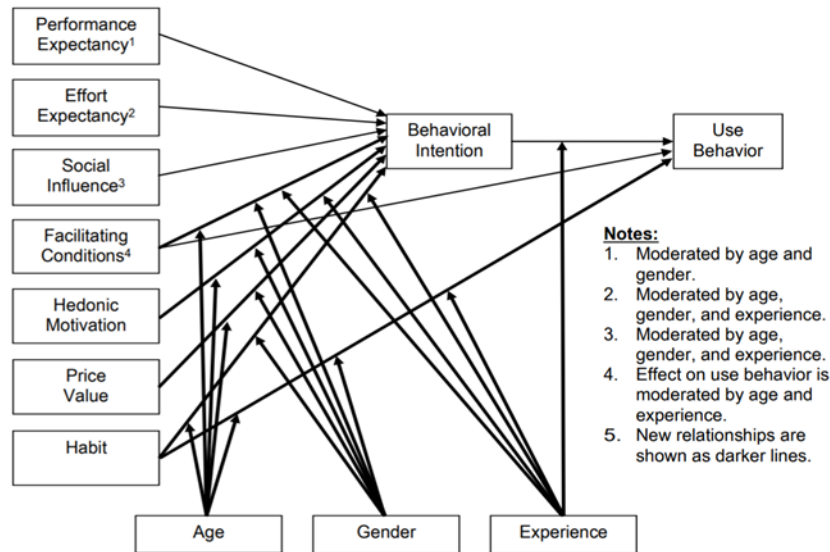 Performance
Expectancy1
Effort
Expectancy2
Social
Influence3
Facilitating
Conditions4
Hedonic
Motivation
Price
Value
Habit
Behavioral
Intention
Use
Behavior
Notes:
1. Moderated by age and
gender.
2. Moderated by age,
gender, and experience.
3. Moderated by age,
gender, and experience.
4. Effect on use behavior is
moderated by age and
experience.
5. New relationships are
shown as darker lines.
Age
Gender
Experience